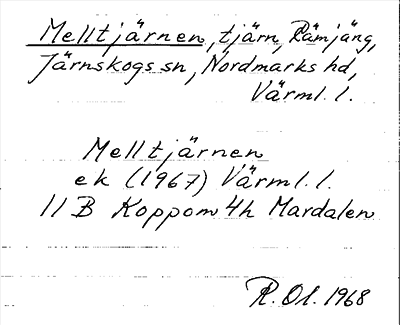 Melltjärnen, tjärn, Rämjäng,
Järnskogs sn, Nordmarks hd,
Värml. l.
Melltjärnen
ek (1967) Värml. l.
11 B Koppom 4h Mardalen
R. Ol. 1968